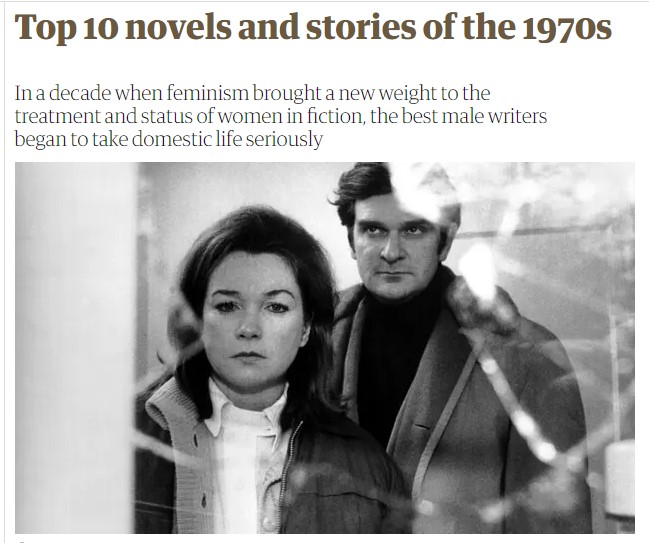 Top 10 novels and stories of the 1970s
In a decade when feminism brought a new weight to the
treatment and status of women in fiction, the best male writers
began to take domestic life seriously